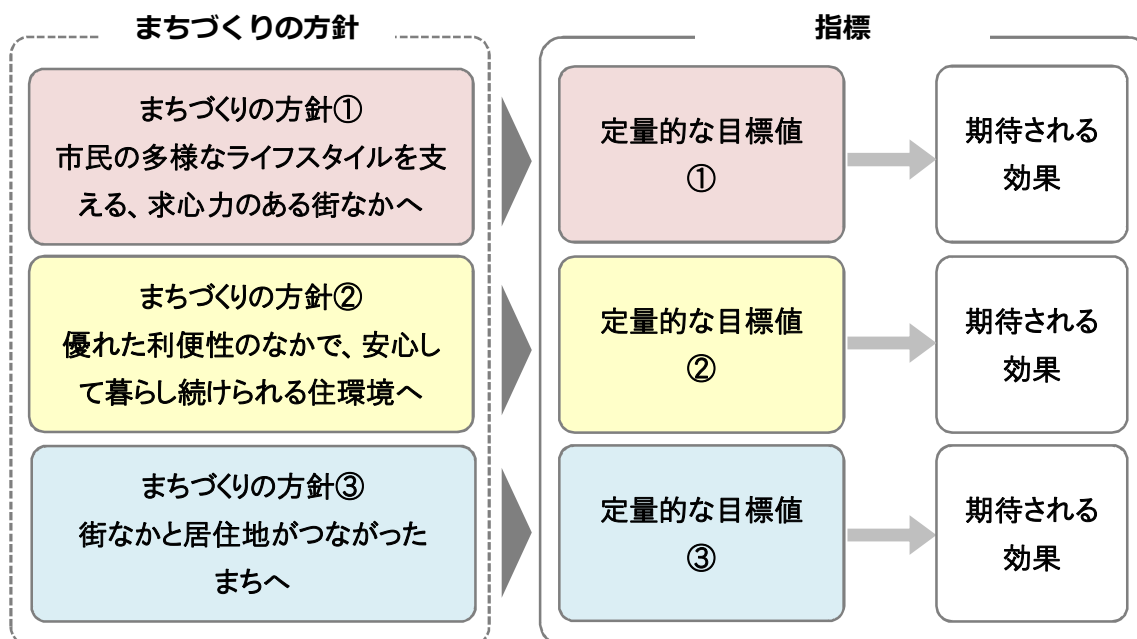 まちづくりの方針
指標
まちづくりの方針①
市民の多様なライフスタイルを支
える、求心力のある街なかへ
定量的な目標値
①
期待される
効果
まちづくりの方針②
優れた利便性のなかで、安心し
て暮らし続けられる住環境へ
定量的な目標値
②
期待される
効果
まちづくりの方針③
街なかと居住地がつながった
まちへ
定量的な目標値
③
期待される
効果